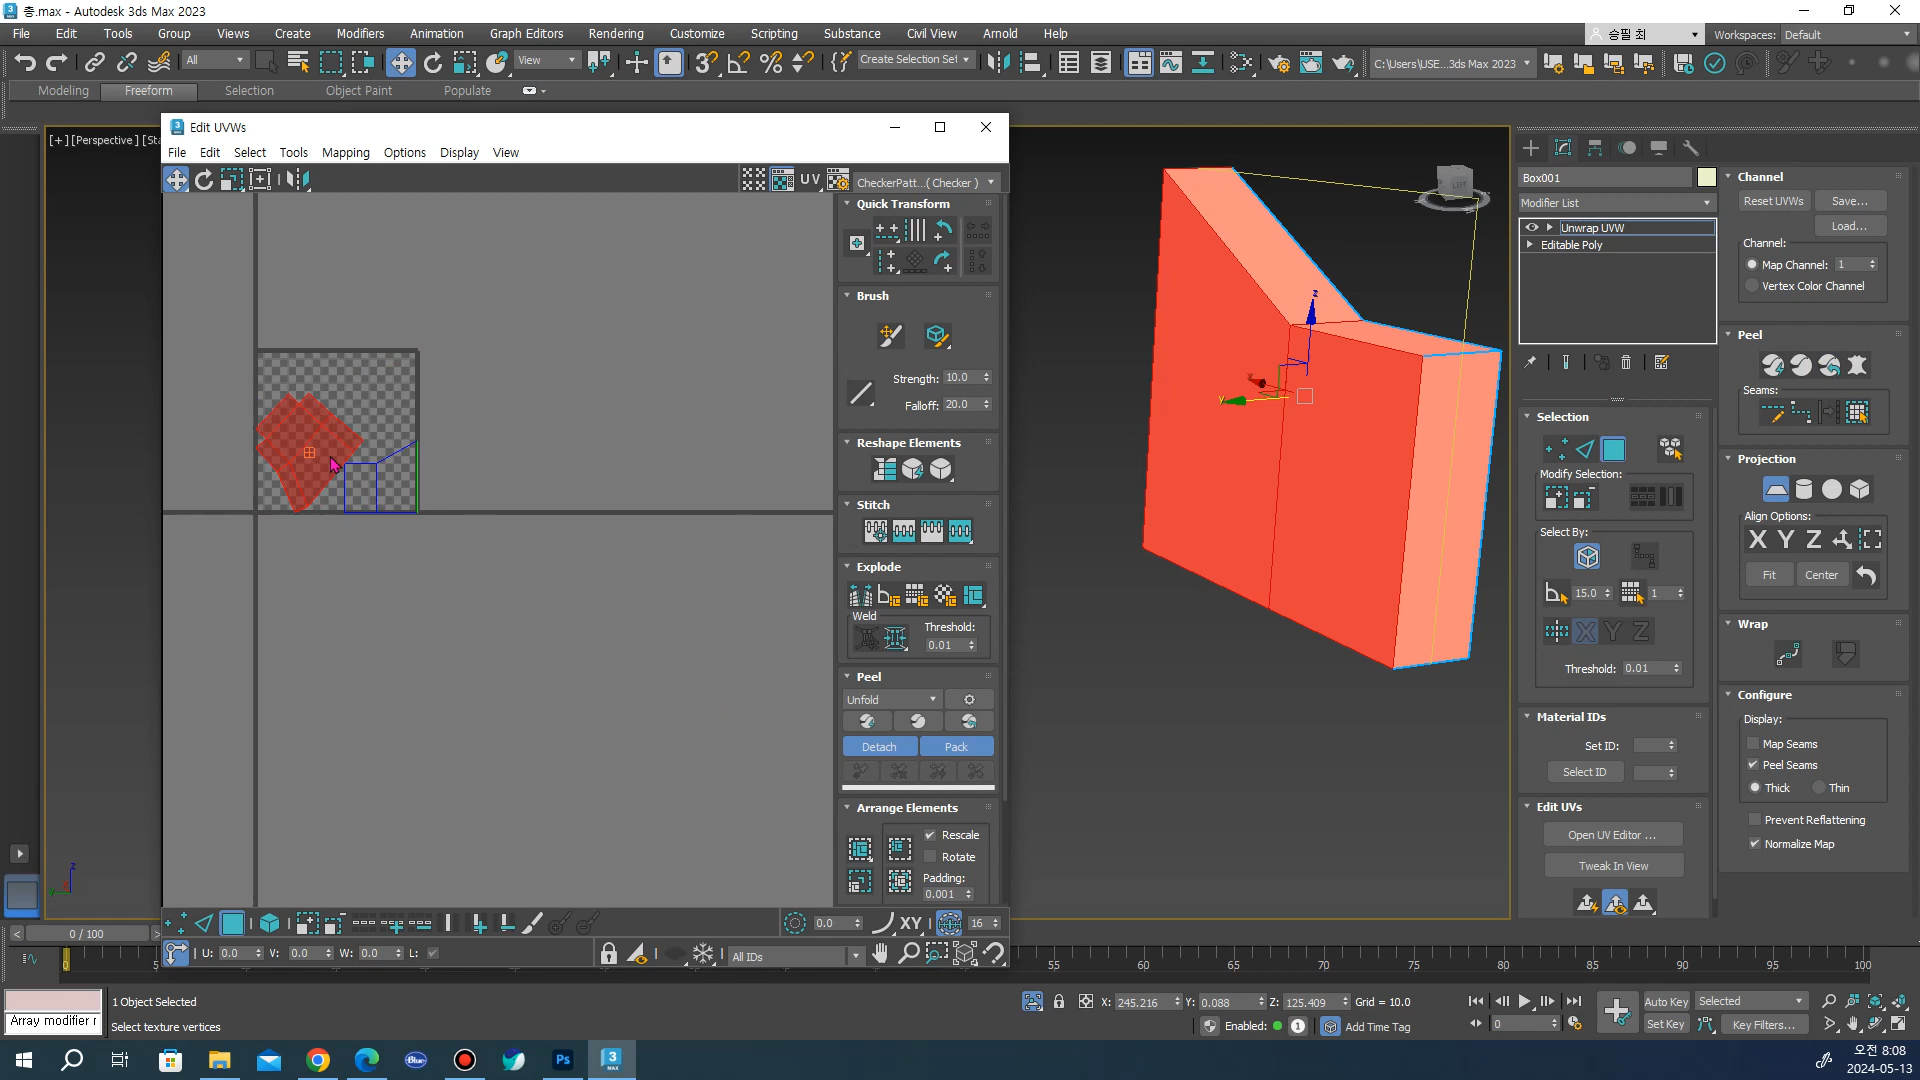 총.max - Autodesk 3ds Max 2023
File Edit Tools Group Views Create Modifiers Animation Graph Editors Rendering Customize Scripting Substance Civil View Arnold Help
승필 최 Workspaces: Default
All View Create Selection Set C:\Users\USE...3ds Max 2023
Modeling Freeform Selection Object Paint Populate
[+][Perspective][Sta
Edit UVWs
File Edit Select Tools Mapping Options Display View
UV CheckerPatt...( Checker )
Quick Transform
Brush
Strength: 10.0
Falloff: 20.0
Reshape Elements
Stitch
Explode
Weld
Threshold:
0.01
Peel
Unfold
Detach Pack
Arrange Elements
Rescale
Rotate
Padding:
0.001
0.0 XY 16
U: 0.0 V: 0.0 W: 0.0 L: All IDs
LEFT
z
x
y
Box001
Modifier List
Unwrap UVW
Editable Poly
Selection
Modify Selection:
Select By:
15.0 1
X Y Z
Threshold: 0.01
Material IDs
Set ID:
Select ID
Edit UVs
Open UV Editor ...
Tweak In View
Channel
Reset UVWs Save...
Load...
Channel:
Map Channel: 1
Vertex Color Channel
Peel
Seams:
Projection
Align Options:
X Y Z
Fit Center
Wrap
Configure
Display:
Map Seams
Peel Seams
Thick Thin
Prevent Reflattening
Normalize Map
0 / 100
0 5 55 60 65 70 75 80 85 90 95 100
Array modifier r
1 Object Selected
Select texture vertices
X: 245.216 Y: 0.088 Z: 125.409 Grid = 10.0
Enabled: 1 Add Time Tag
0
Auto Key Selected
Set Key Key Filters...
Blue
Ps
3
MAX
오전 8:08
2024-05-13